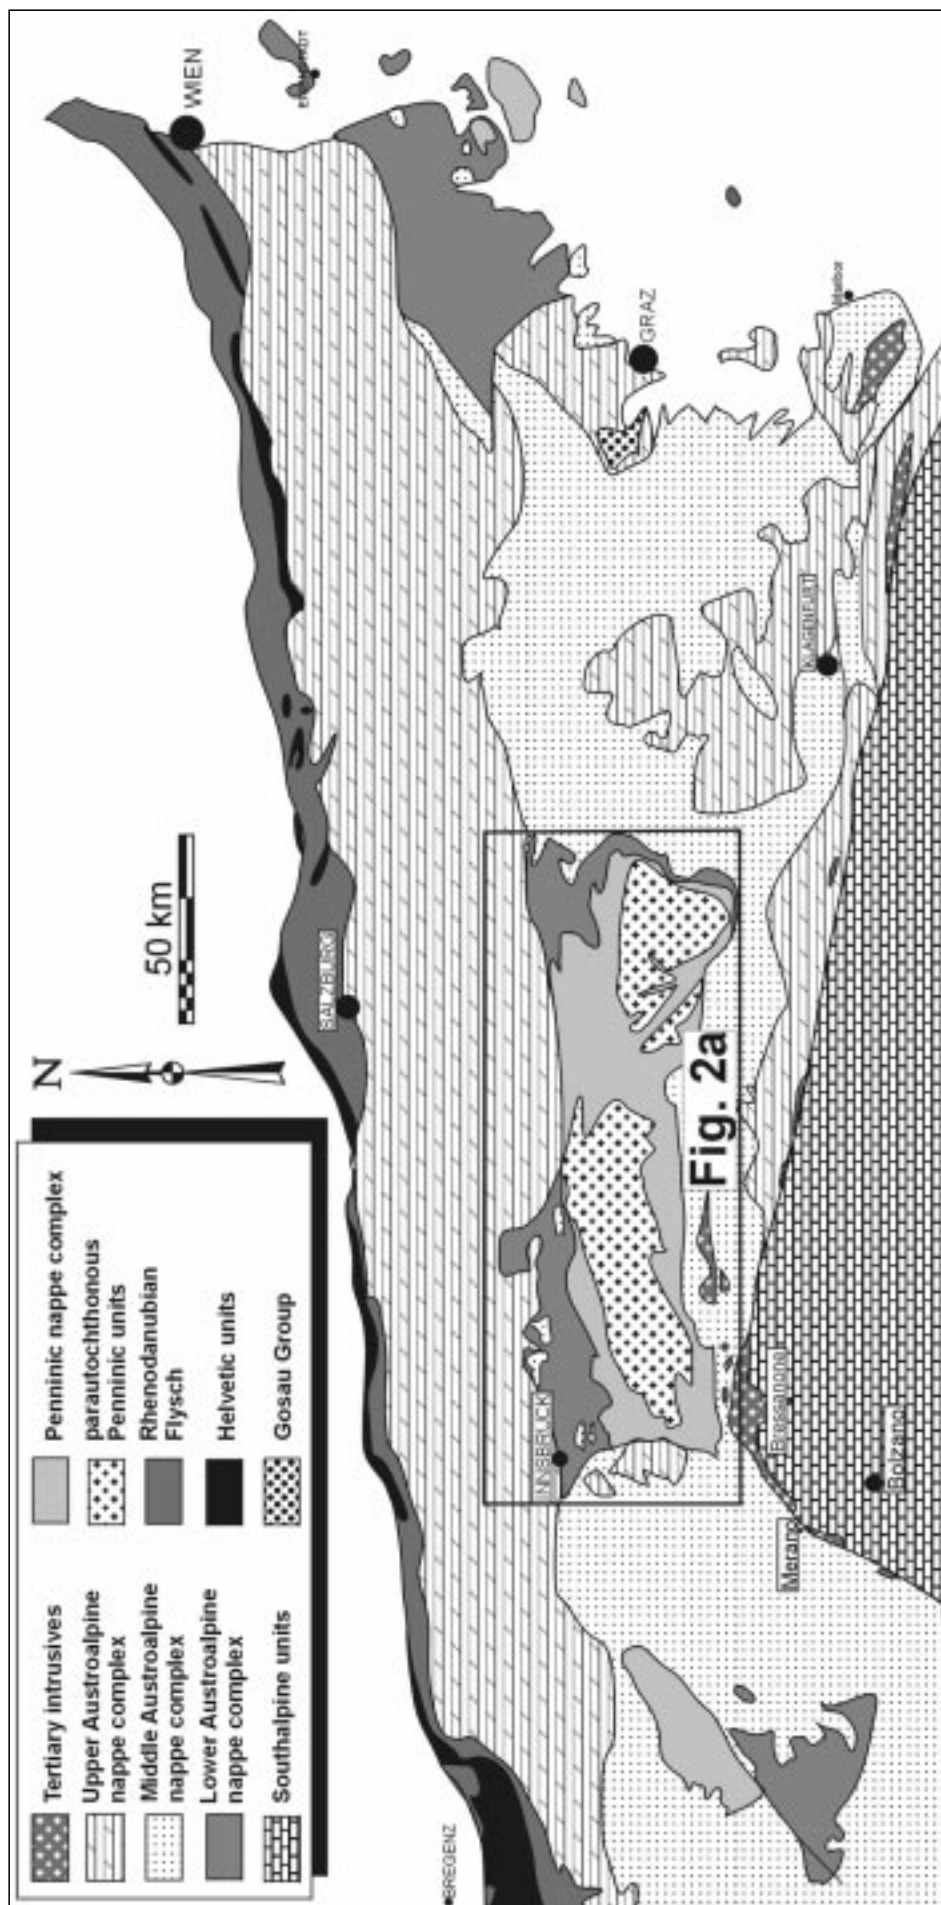 Tertiary intrusives
Upper Austroalpine
nappe complex
Middle Austroalpine
nappe complex
Lower Austroalpine
nappe complex
Southalpine units
Penninic nappe complex
parautochthonous
Penninic units
Rhenodanubian
Flysch
Helvetic units
Gosau Group
N
50 km
WIEN
SALZBURG
GRAZ
Maribor
KLAGENFURT
INNSBRUCK
Fig. 2a
Bressanone
Merano
Bolzano
BREGENZ